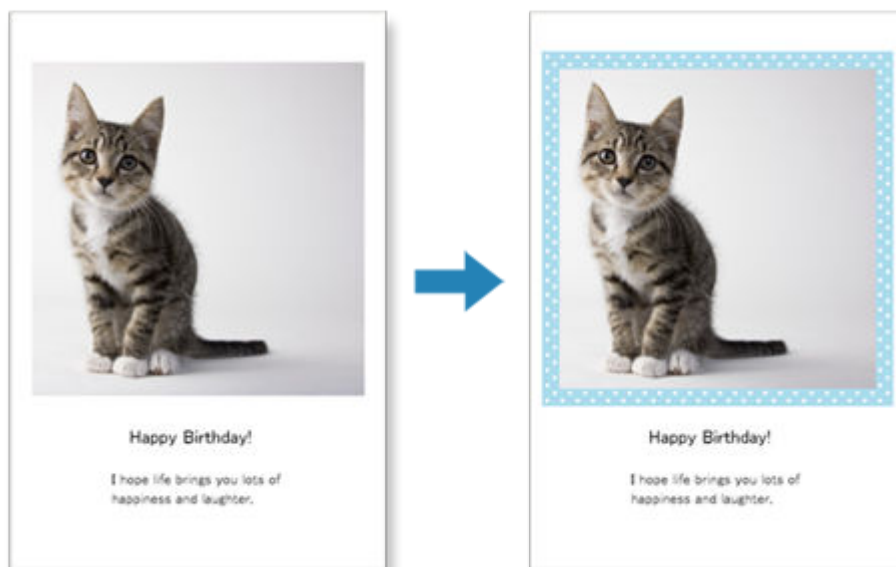 Happy Birthday!
I hope life brings you lots of
happiness and laughter.
Happy Birthday!
I hope life brings you lots of
happiness and laughter.